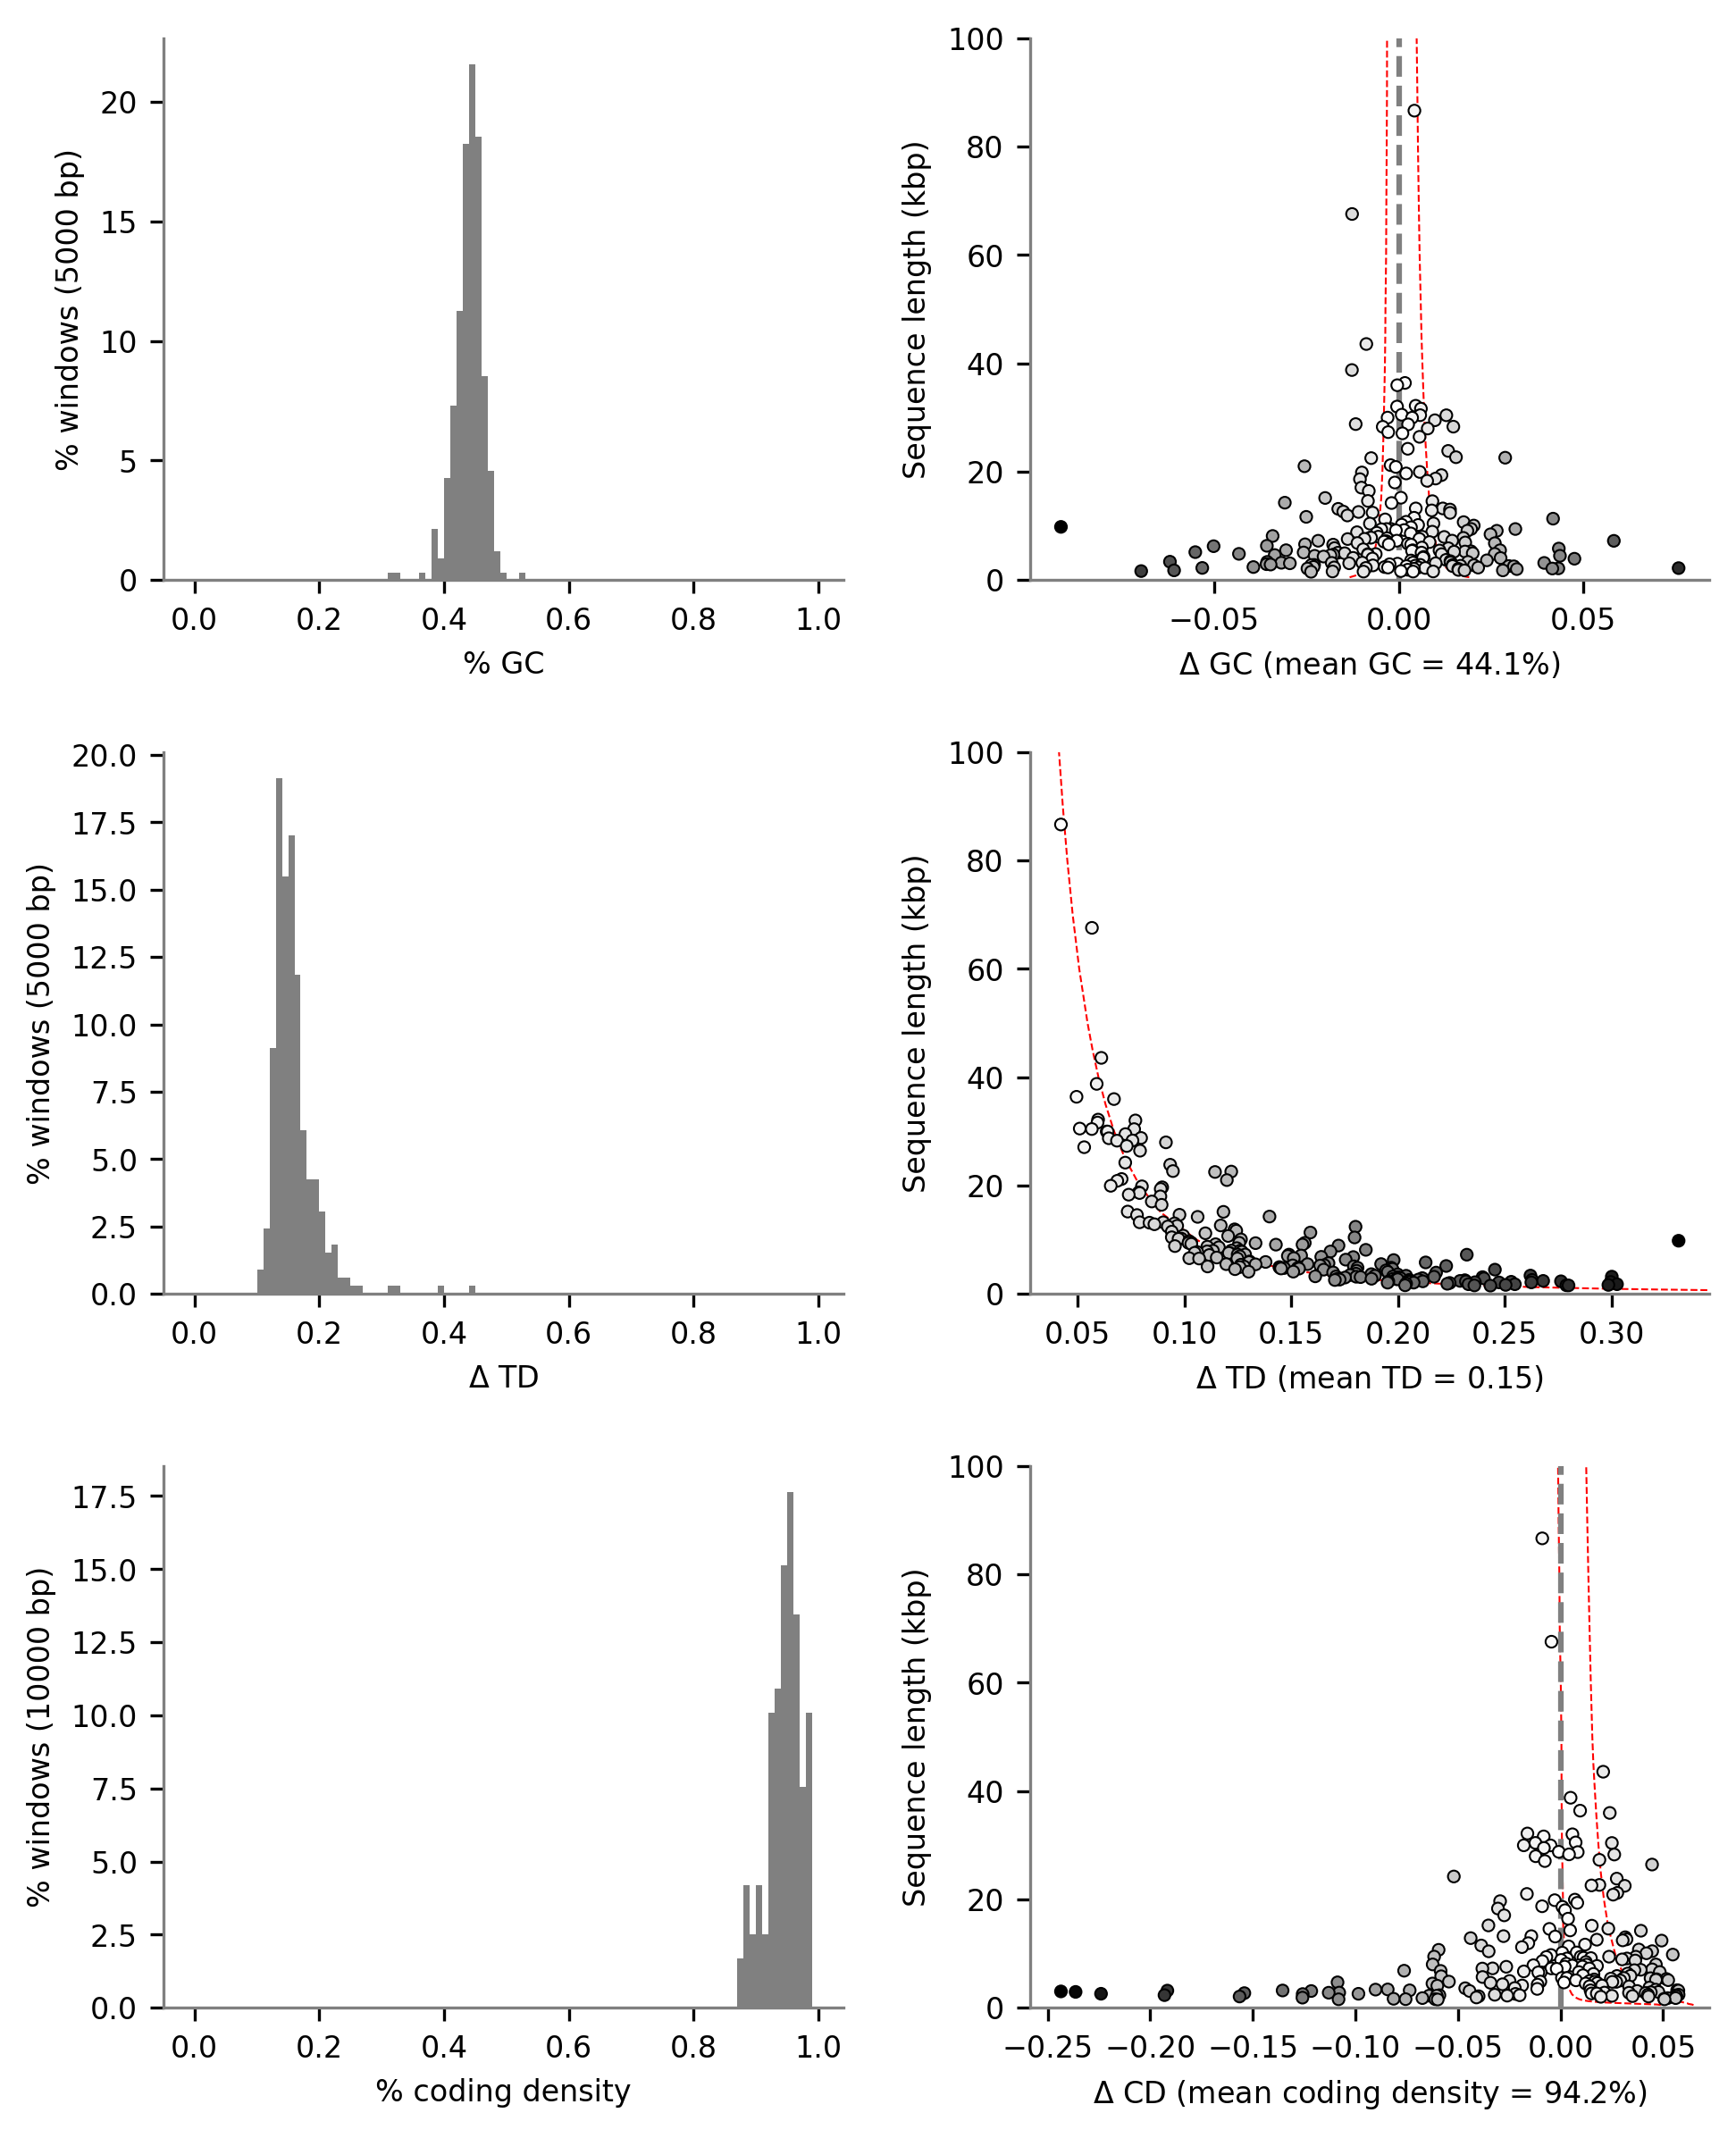 % windows (5000 bp)
20
15
10
5
0
0.0 0.2 0.4 0.6 0.8 1.0
% GC
Sequence length (kbp)
100
80
60
40
20
0
−0.05 0.00 0.05
Δ GC (mean GC = 44.1%)
% windows (5000 bp)
20.0
17.5
15.0
12.5
10.0
7.5
5.0
2.5
0.0
0.0 0.2 0.4 0.6 0.8 1.0
Δ TD
Sequence length (kbp)
100
80
60
40
20
0
0.05 0.10 0.15 0.20 0.25 0.30
Δ TD (mean TD = 0.15)
% windows (10000 bp)
17.5
15.0
12.5
10.0
7.5
5.0
2.5
0.0
0.0 0.2 0.4 0.6 0.8 1.0
% coding density
Sequence length (kbp)
100
80
60
40
20
0
−0.25 −0.20 −0.15 −0.10 −0.05 0.00 0.05
Δ CD (mean coding density = 94.2%)